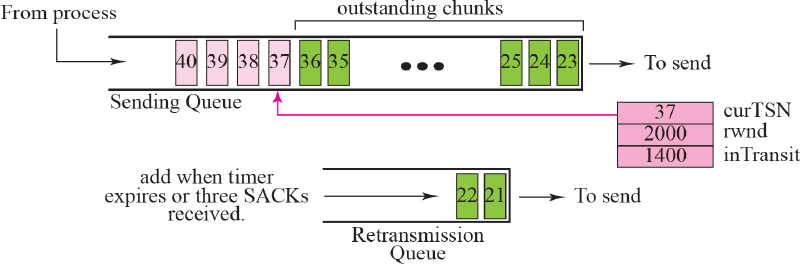 outstanding chunks
From process
40 39 38 37 36 35 ●●● 25 24 23
To send
Sending Queue
37 curTSN
2000 rwnd
1400 inTransit
add when timer
expires or three SACKs
received.
22 21
To send
Retransmission
Queue